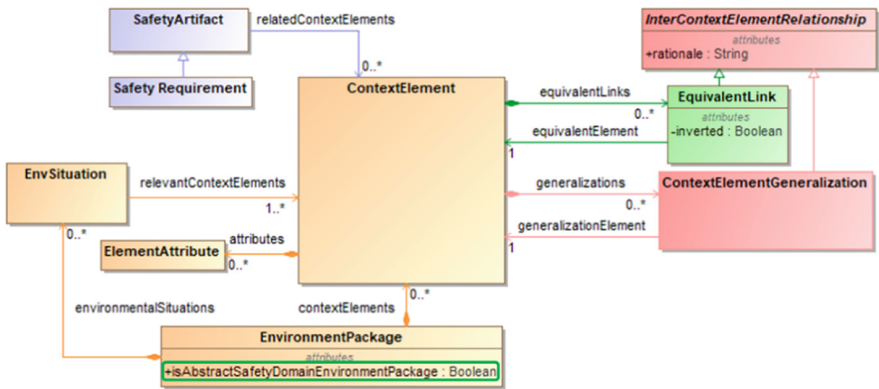 SafetyArtifact
relatedContextElements
0..*
Safety Requirement
InterContextElementRelationship
attributes
+rationale : String
ContextElement
equivalentLinks
0..*
EquivalentLink
attributes
-inverted : Boolean
equivalentElement
1
EnvSituation
relevantContextElements
1..*
0..*
generalizations
0..*
ContextElementGeneralization
generalizationElement
1
attributes
0..*
ElementAttribute
environmentalSituations
contextElements
0..*
EnvironmentPackage
attributes
+isAbstractSafetyDomainEnvironmentPackage : Boolean